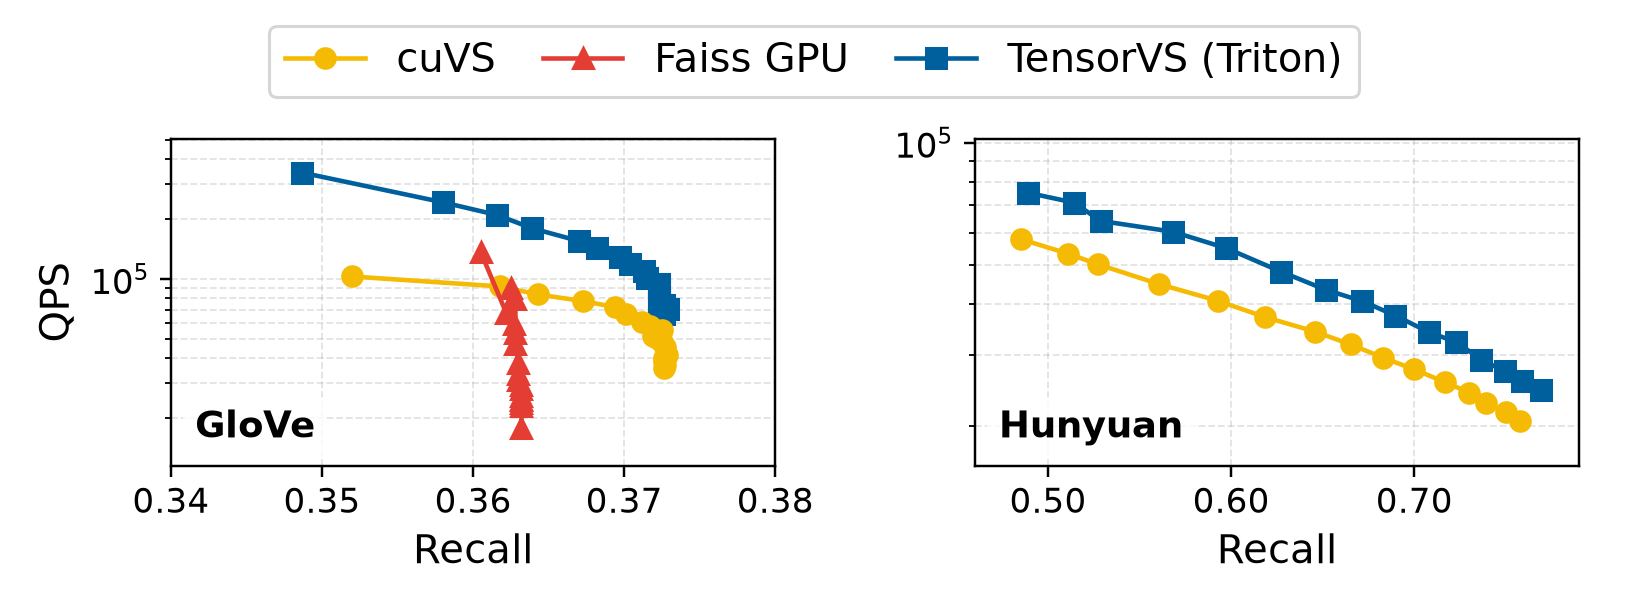 cuVS Faiss GPU TensorVS (Triton)
QPS
10^5
GloVe
0.34 0.35 0.36 0.37 0.38
Recall
10^5
Hunyuan
0.50 0.60 0.70
Recall